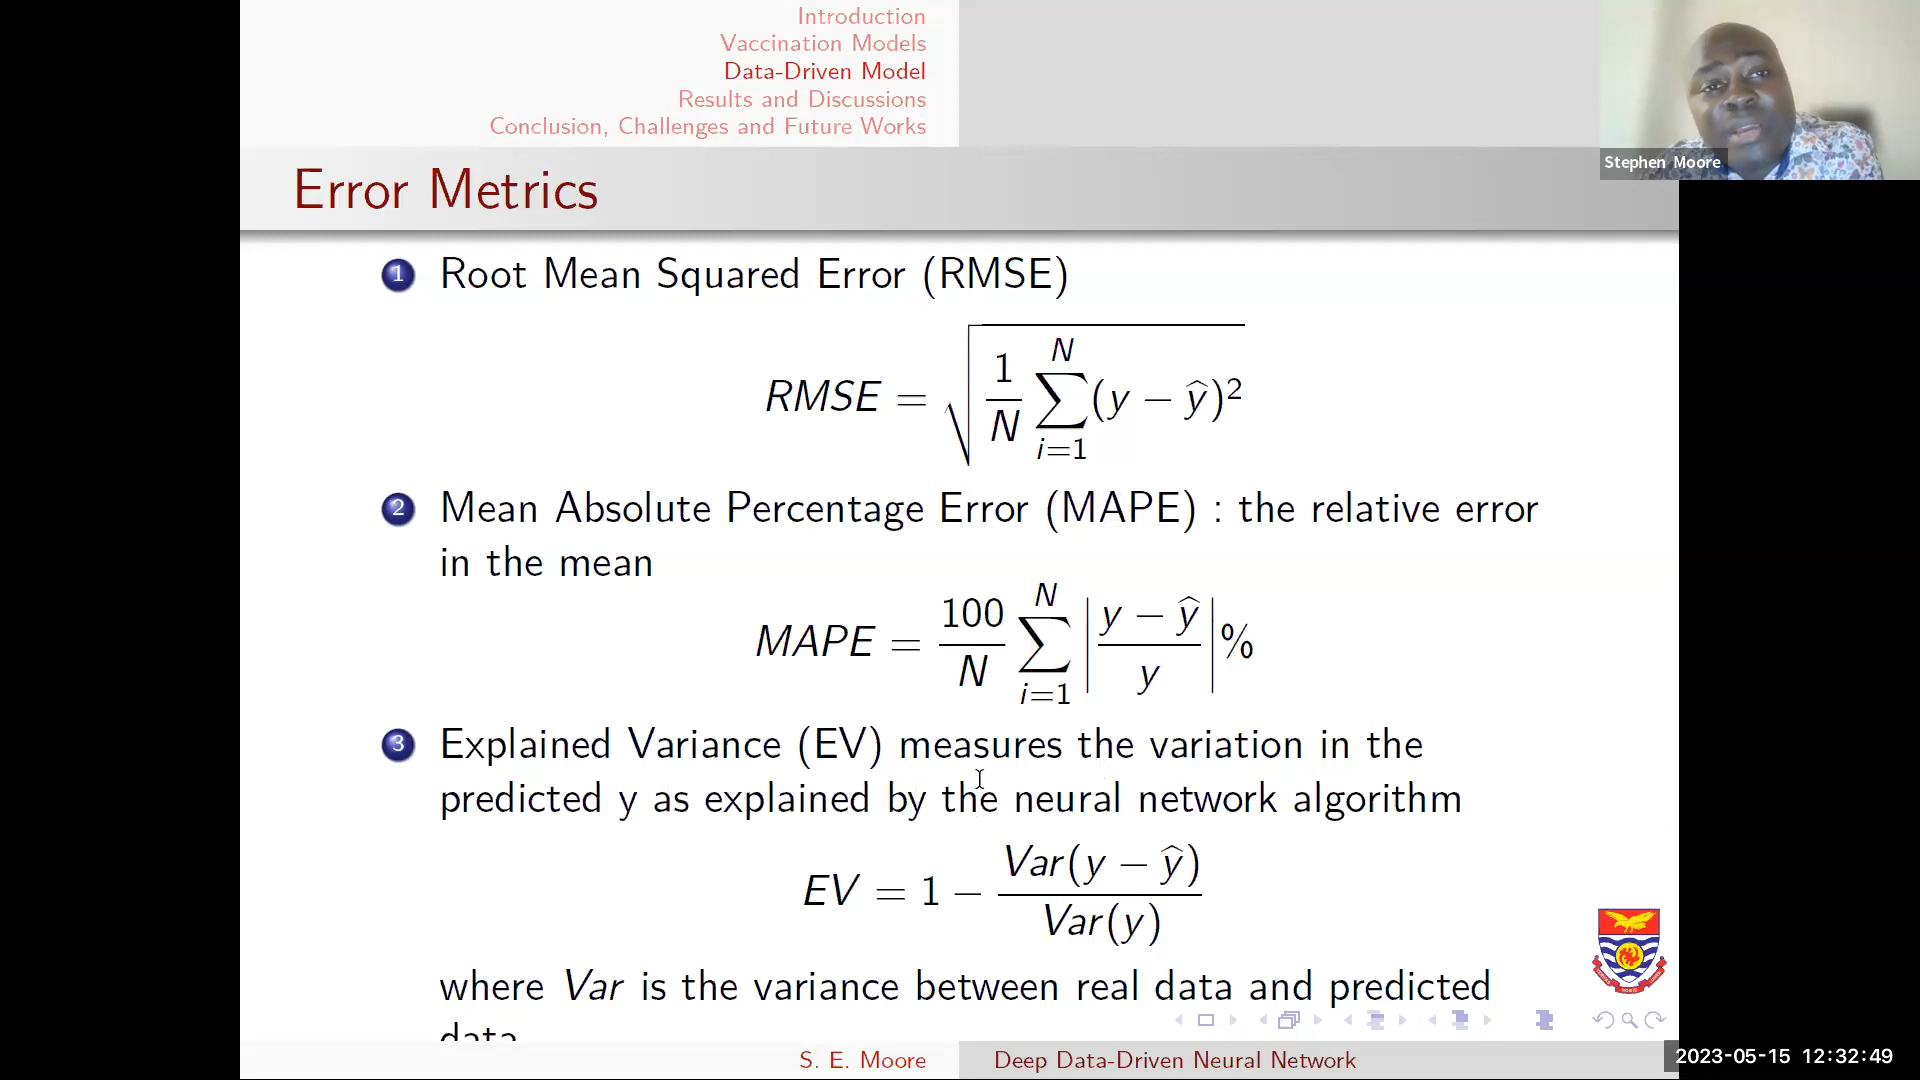 Introduction
Vaccination Models
Data-Driven Model
Results and Discussions
Conclusion, Challenges and Future Works
Stephen Moore
Error Metrics
1 Root Mean Squared Error (RMSE)
RMSE = √(1/N ∑_{i=1}^{N} (y − ŷ)²)
2 Mean Absolute Percentage Error (MAPE) : the relative error
in the mean
MAPE = 100/N ∑_{i=1}^{N} |(y − ŷ)/y| %
3 Explained Variance (EV) measures the variation in the
predicted y as explained by the neural network algorithm
EV = 1 − Var(y − ŷ)/Var(y)
where Var is the variance between real data and predicted
data
S. E. Moore
Deep Data-Driven Neural Network
2023-05-15 12:32:49